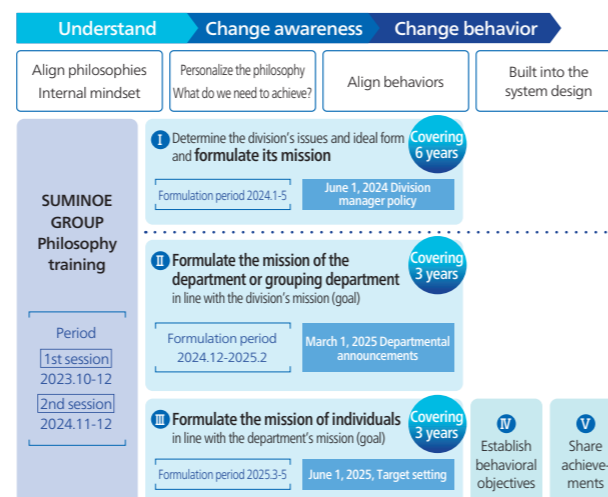 Understand
Change awareness
Change behavior
Align philosophies
Internal mindset
Personalize the philosophy
What do we need to achieve?
Align behaviors
Built into the
system design
SUMINOE
GROUP
Philosophy
training
Period
1st session
2023.10-12
2nd session
2024.11-12
I Determine the division's issues and ideal form
and formulate its mission
Covering
6 years
Formulation period 2024.1-5
June 1, 2024 Division
manager policy
II Formulate the mission of the
department or grouping department
in line with the division's mission (goal)
Covering
3 years
Formulation period
2024.12-2025.2
March 1, 2025 Departmental
announcements
III Formulate the mission of individuals
in line with the department's mission (goal)
Covering
3 years
Formulation period 2025.3-5
June 1, 2025, Target setting
IV
Establish
behavioral
objectives
V
Share
achieve-
ments